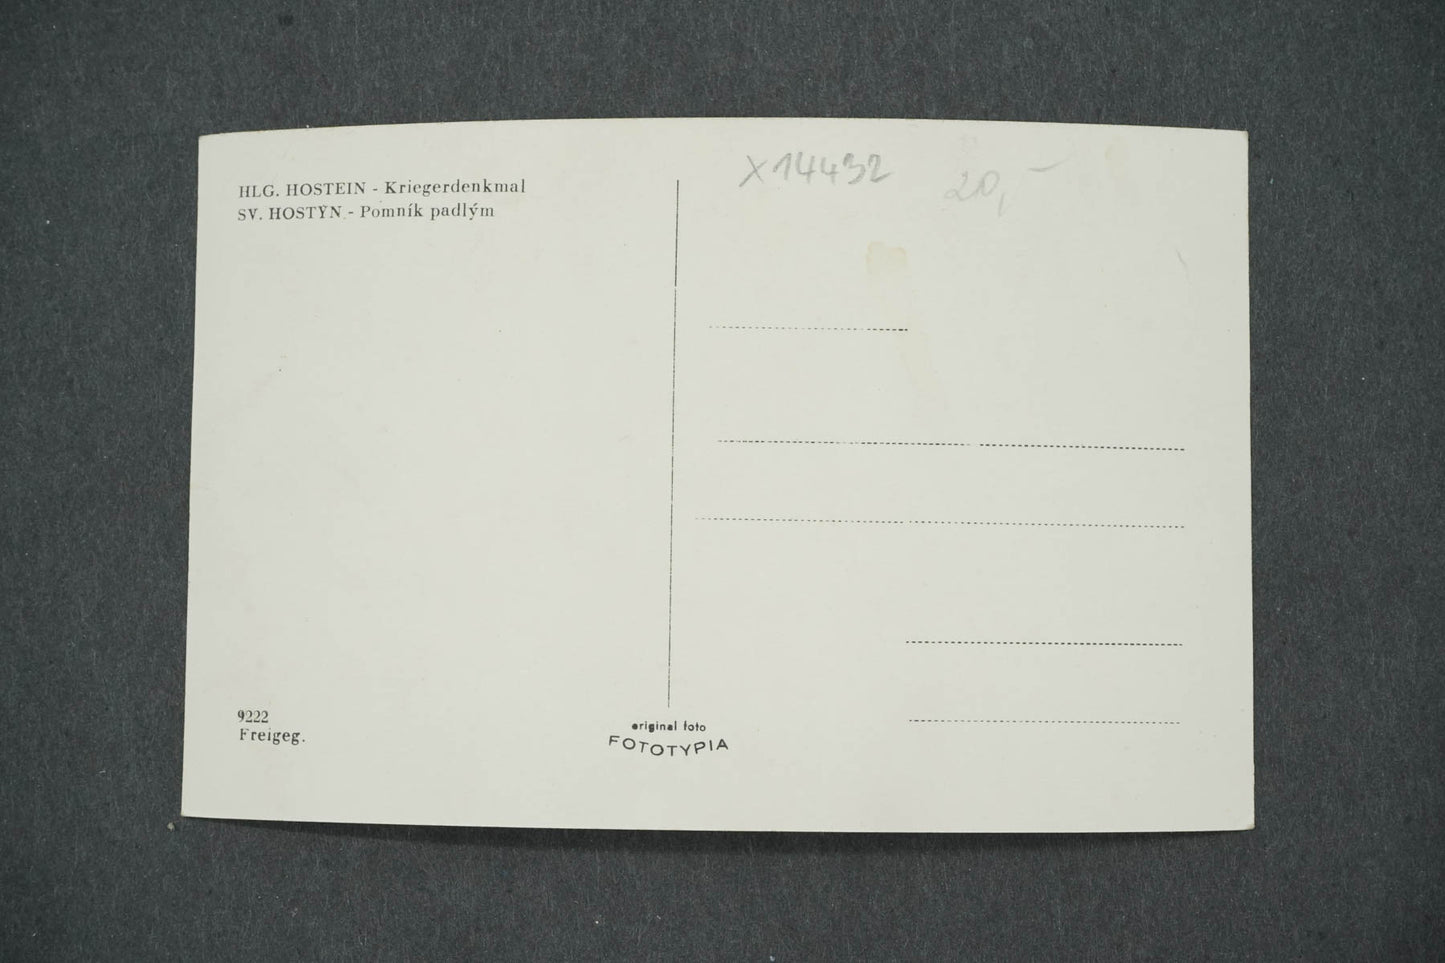 HLG. HOSTEIN - Kriegerdenkmal
SV. HOSTÝN - Pomník padlým
X14432
20,-
9222
Freigeg.
original foto
FOTOTYPIA